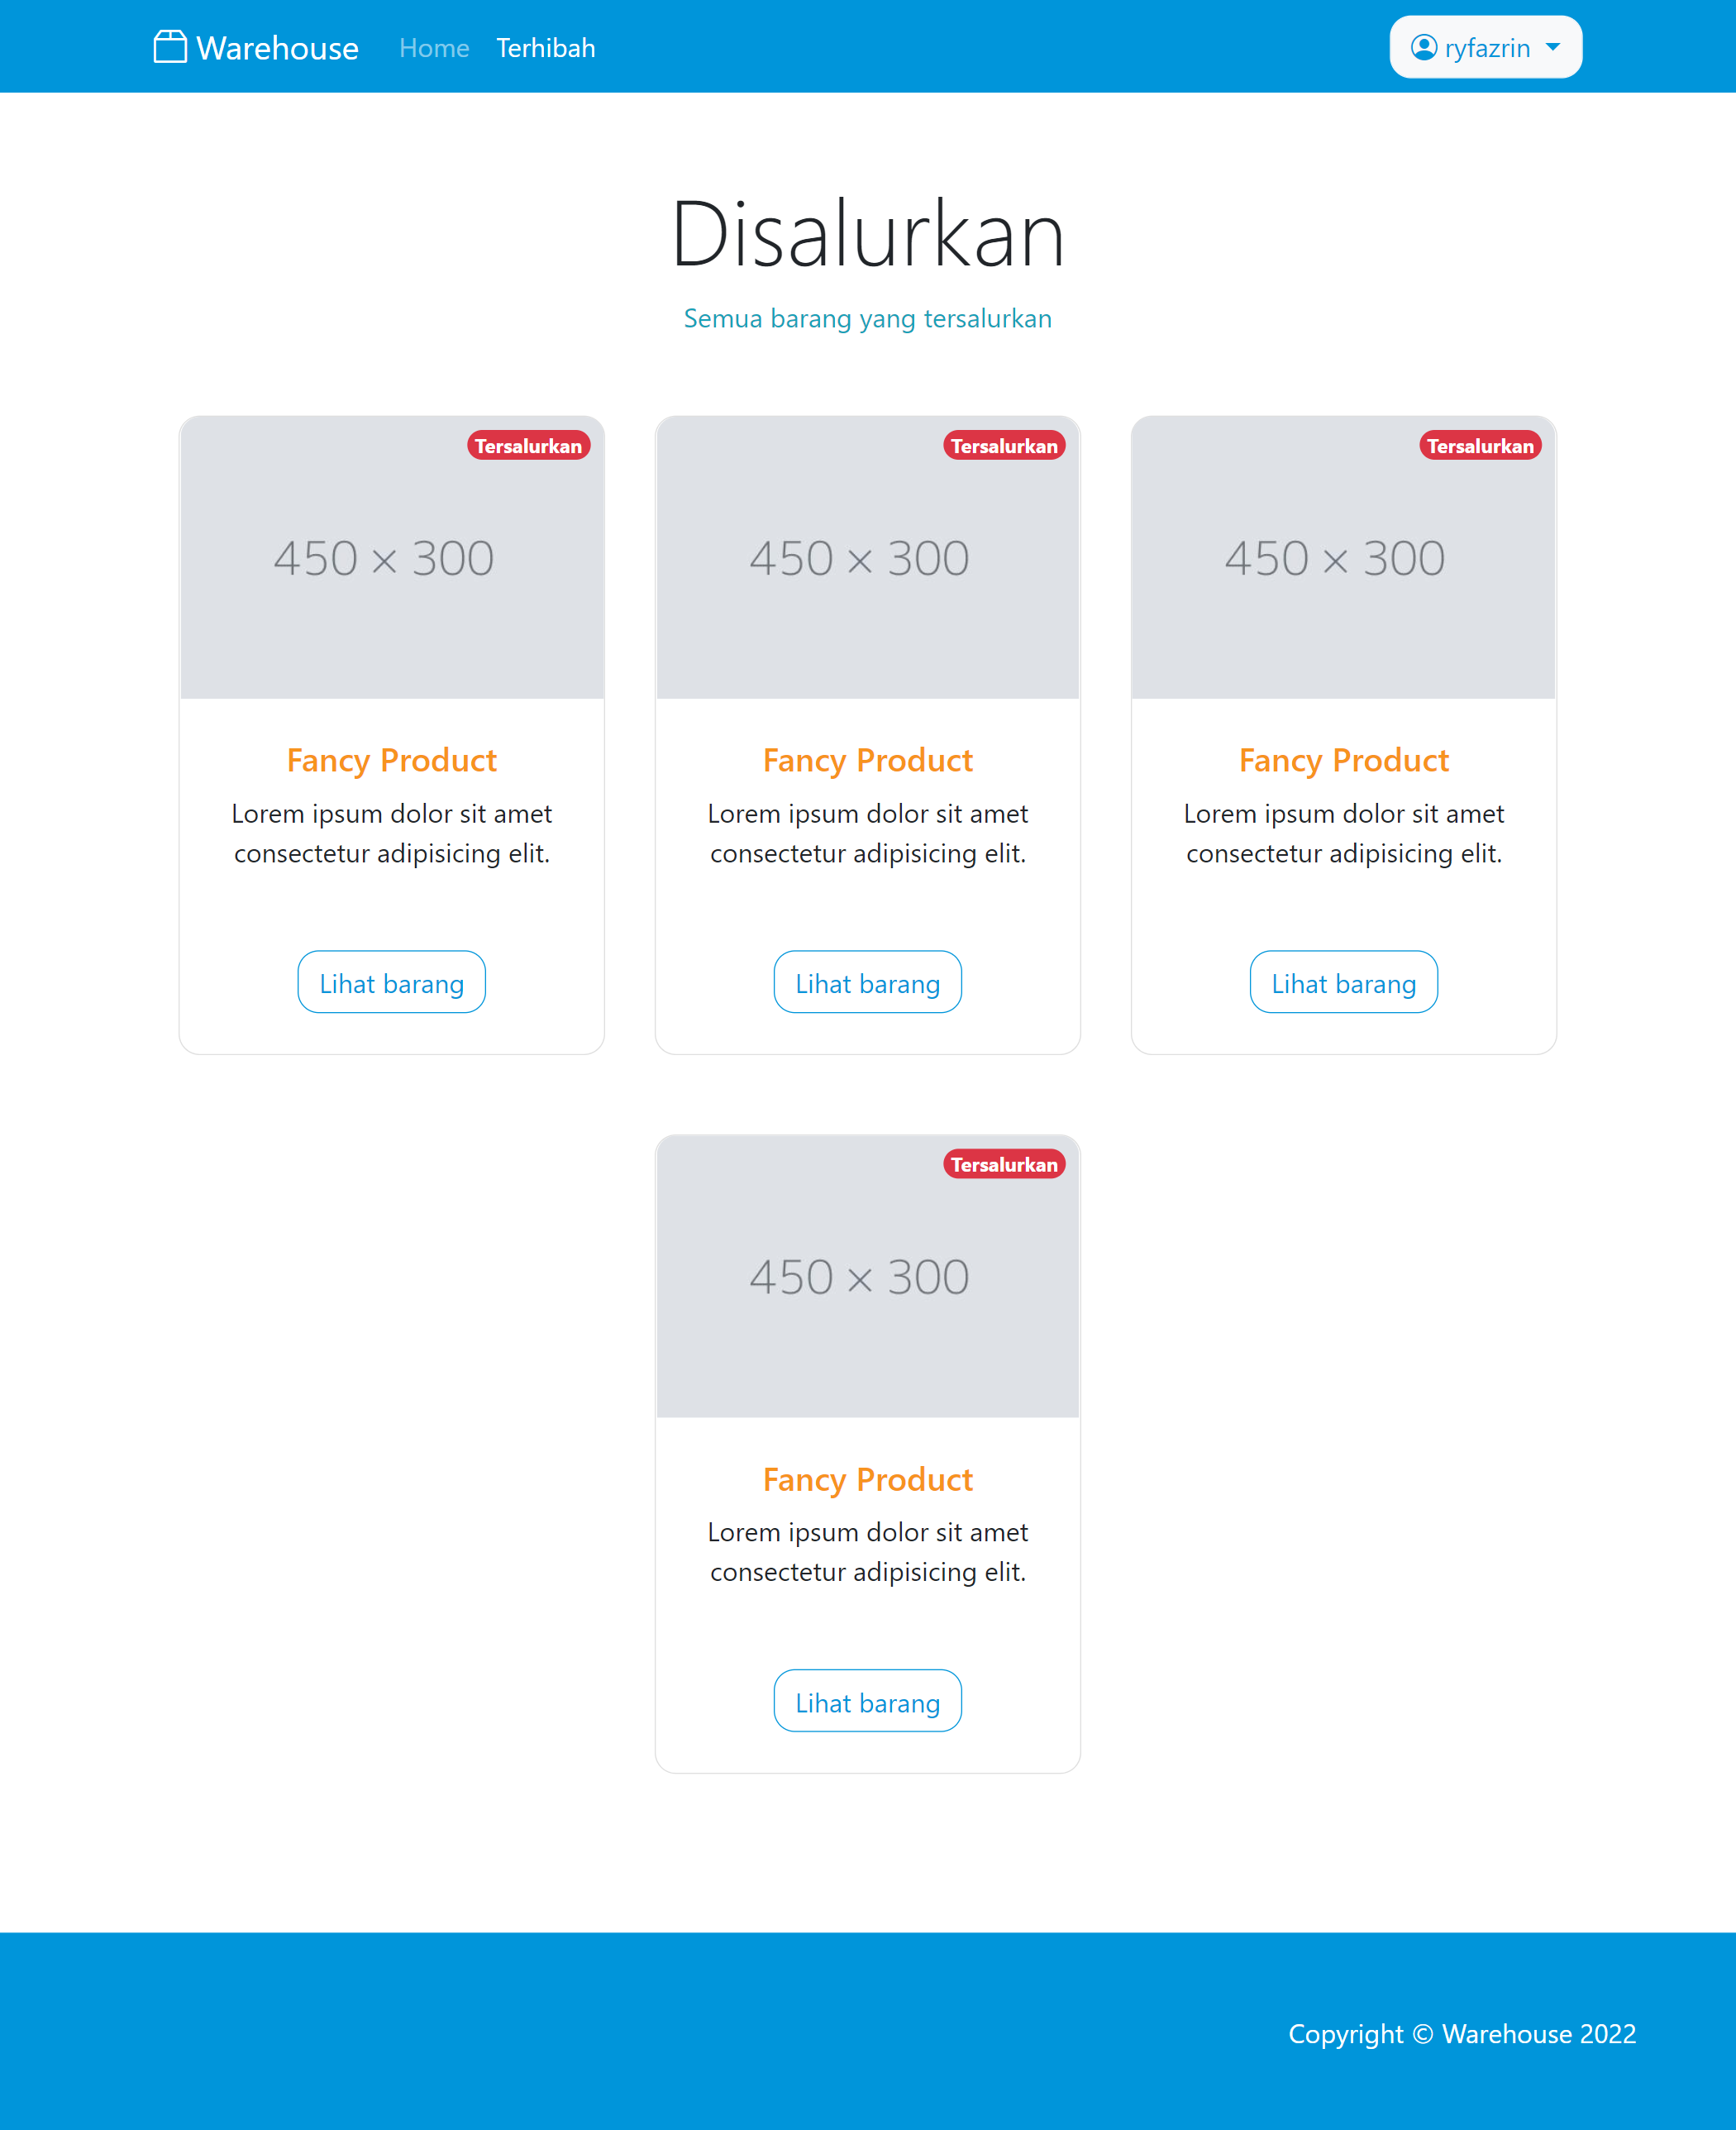 Warehouse Home Terhibah ryfazrin
Disalurkan
Semua barang yang tersalurkan
Tersalurkan
450 × 300
Fancy Product
Lorem ipsum dolor sit amet
consectetur adipisicing elit.
Lihat barang
Tersalurkan
450 × 300
Fancy Product
Lorem ipsum dolor sit amet
consectetur adipisicing elit.
Lihat barang
Tersalurkan
450 × 300
Fancy Product
Lorem ipsum dolor sit amet
consectetur adipisicing elit.
Lihat barang
Tersalurkan
450 × 300
Fancy Product
Lorem ipsum dolor sit amet
consectetur adipisicing elit.
Lihat barang
Copyright © Warehouse 2022